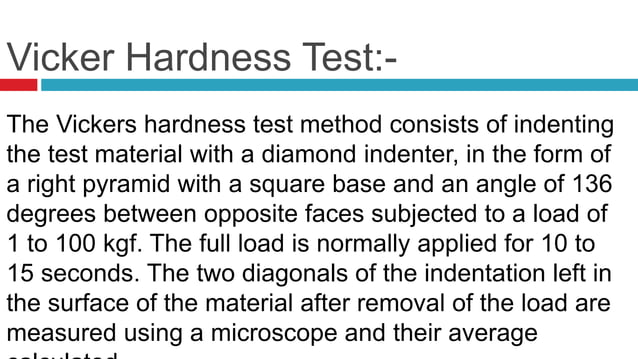 Vicker Hardness Test:-
The Vickers hardness test method consists of indenting
the test material with a diamond indenter, in the form of
a right pyramid with a square base and an angle of 136
degrees between opposite faces subjected to a load of
1 to 100 kgf. The full load is normally applied for 10 to
15 seconds. The two diagonals of the indentation left in
the surface of the material after removal of the load are
measured using a microscope and their average
calculated.